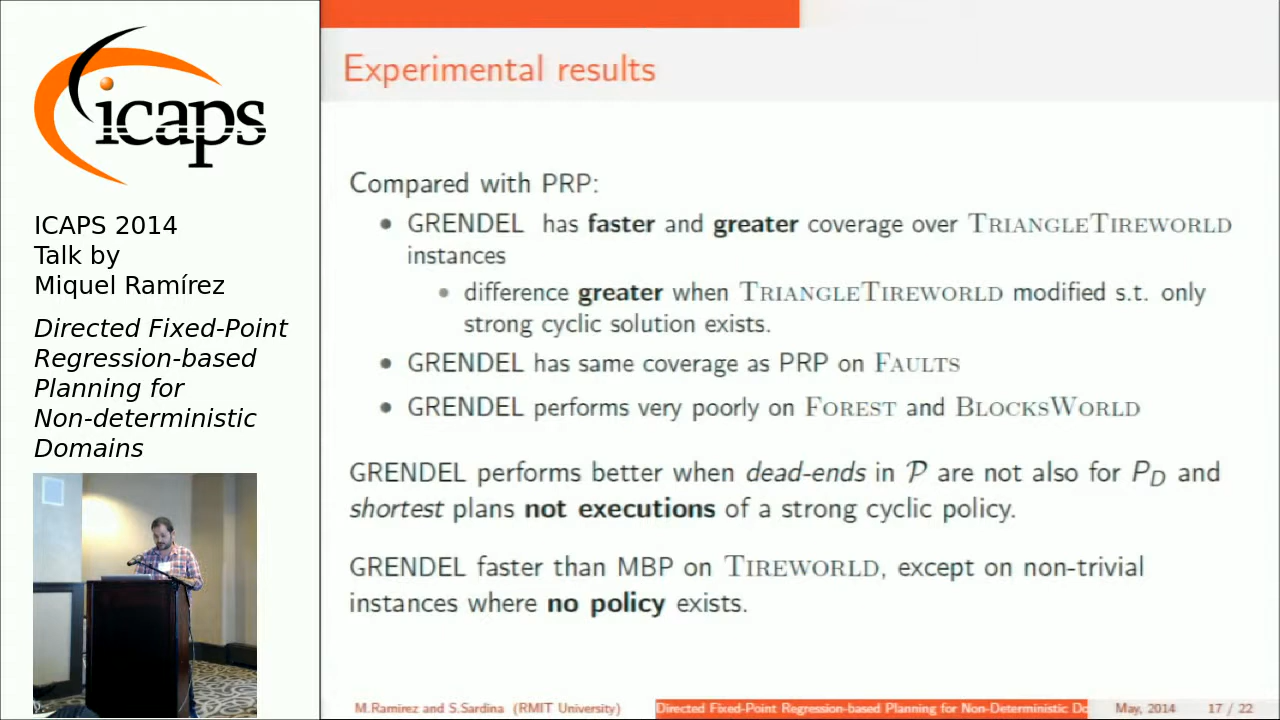 icaps
ICAPS 2014
Talk by
Miquel Ramírez
Directed Fixed-Point
Regression-based
Planning for
Non-deterministic
Domains
Experimental results
Compared with PRP:
• GRENDEL has faster and greater coverage over TRIANGLETIREWORLD
instances
• difference greater when TRIANGLETIREWORLD modified s.t. only
strong cyclic solution exists.
• GRENDEL has same coverage as PRP on FAULTS
• GRENDEL performs very poorly on FOREST and BLOCKSWORLD
GRENDEL performs better when dead-ends in 𝒫 are not also for P_D and
shortest plans not executions of a strong cyclic policy.
GRENDEL faster than MBP on TIREWORLD, except on non-trivial
instances where no policy exists.
M.Ramirez and S.Sardina (RMIT University) Directed Fixed-Point Regression-based Planning for Non-Deterministic Do May, 2014 17 / 22